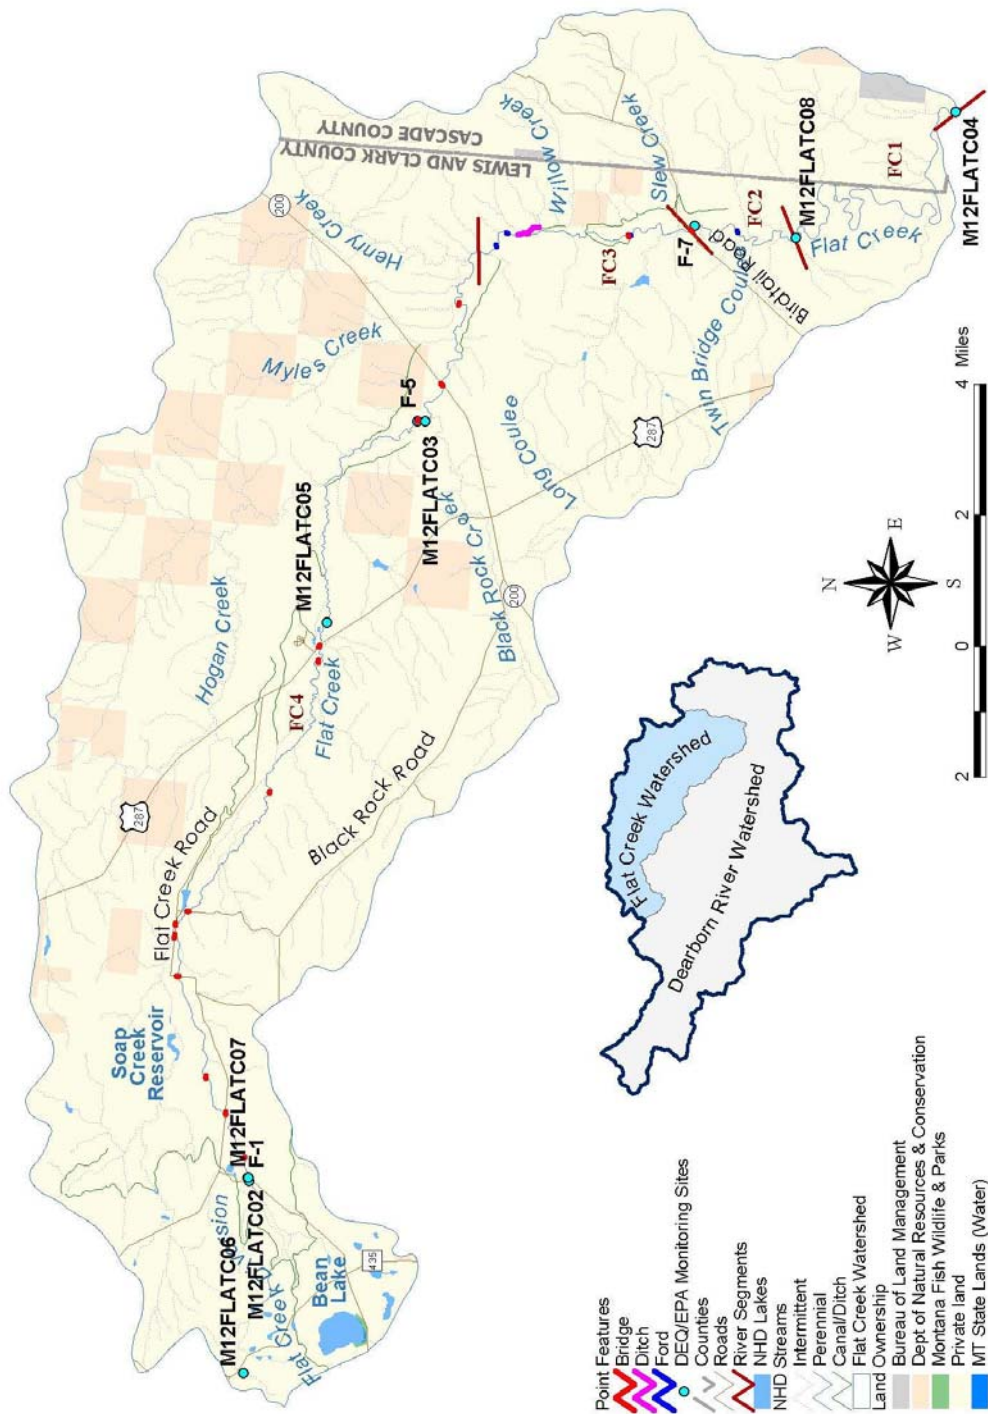 CASCADE COUNTY
LEWIS AND CLARK COUNTY
200
Henry Creek
Willow Creek
Slew Creek
Myles Creek
FC3
F-7
FC2
M12FLATC08
FC1
Birdtail Road
Twin Bridge Coulee
Flat Creek
M12FLATC04
F-5
M12FLATC03
Long Coulee
287
M12FLATC05
Black Rock Creek
200
Hogan Creek
FC4
Flat Creek
Black Rock Road
287
Flat Creek Road
Soap
Creek
Reservoir
M12FLATC07
F-1
M12FLATC02
M12FLATC06
Flat Creek
Bean
Lake
435
N
W
E
S
2
0
2
4
Miles
Flat Creek Watershed
Dearborn River Watershed
Point Features
Bridge
Ditch
Ford
DEQ/EPA Monitoring Sites
Counties
Roads
River Segments
NHD Lakes
NHD Streams
Intermittent
Perennial
Canal/Ditch
Flat Creek Watershed
Land Ownership
Bureau of Land Management
Dept of Natural Resources & Conservation
Montana Fish Wildlife & Parks
Private land
MT State Lands (Water)